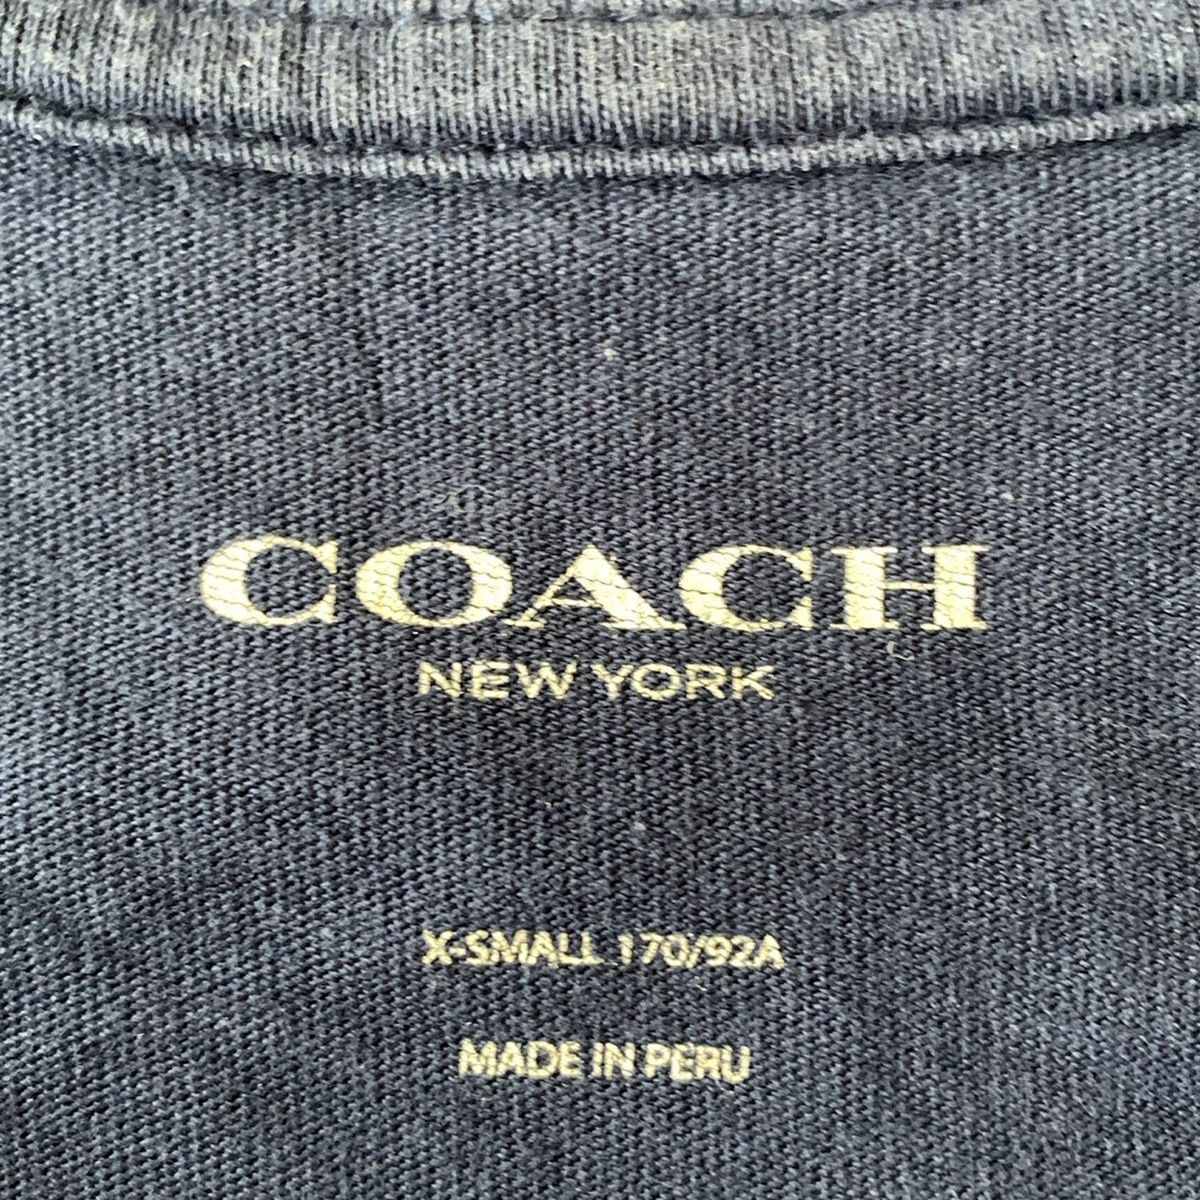 COACH
NEW YORK
X-SMALL 170/92A
MADE IN PERU